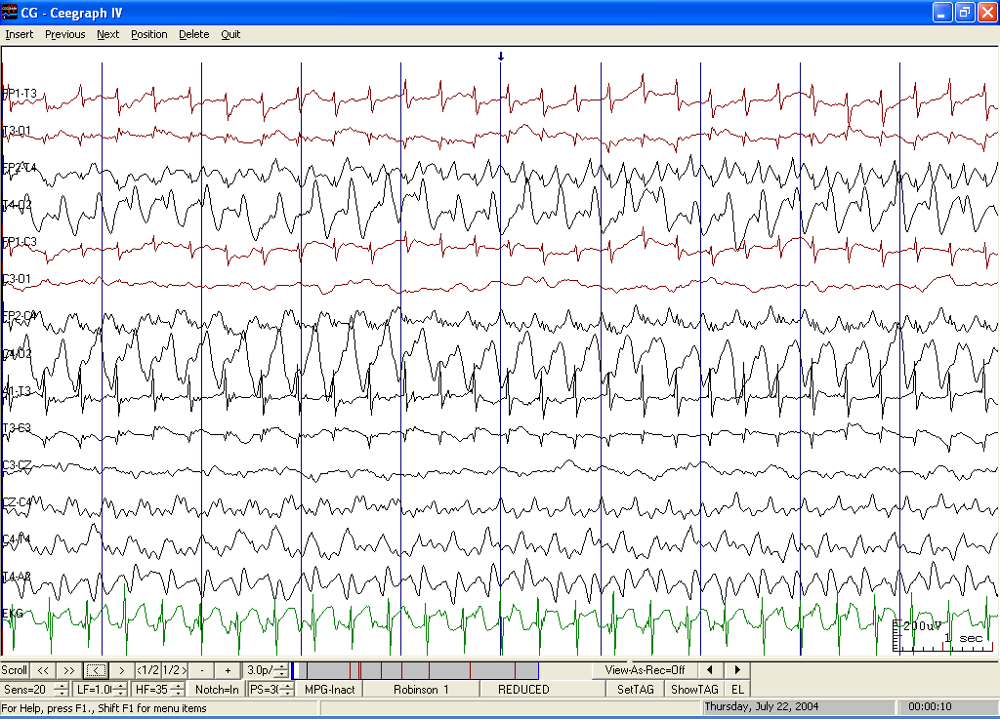 CG - Ceegraph IV
Insert Previous Next Position Delete Quit
FP1-T3
T3-O1
FP2-T4
T4-O2
FP1-C3
C3-O1
FP2-C4
C4-O2
A1-T3
T3-C3
C3-CZ
CZ-C4
C4-T4
T4-A2
EKG
200uV
1 sec
Scroll << >> < > <1/2 1/2> - + 3.0p/ View-As-Rec=Off
Sens=20 LF=1.0( HF=35 Notch=In PS=3( MPG-Inact Robinson 1 REDUCED SetTAG ShowTAG EL
For Help, press F1., Shift F1 for menu items Thursday, July 22, 2004 00:00:10